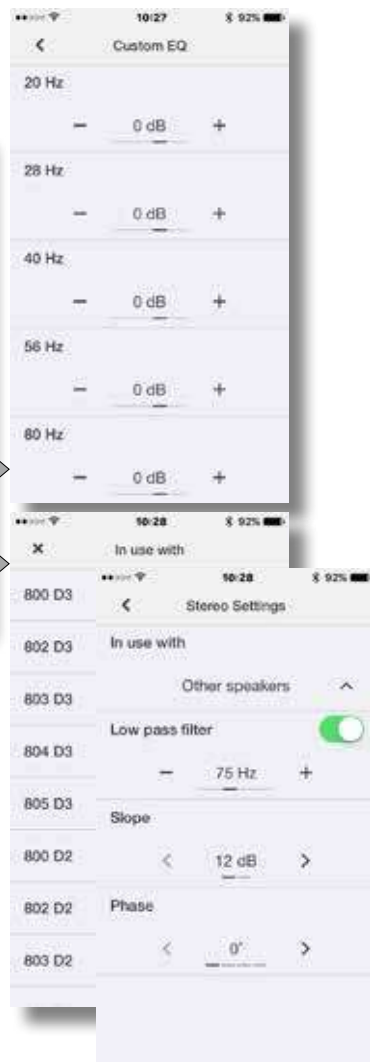 10:27
92%
Custom EQ
20 Hz
− 0 dB +
28 Hz
− 0 dB +
40 Hz
− 0 dB +
56 Hz
− 0 dB +
80 Hz
− 0 dB +
10:28
92%
× In use with
800 D3
802 D3
803 D3
804 D3
805 D3
800 D2
802 D2
803 D2
10:28
92%
< Stereo Settings
In use with
Other speakers
Low pass filter
− 75 Hz +
Slope
< 12 dB >
Phase
< 0° >